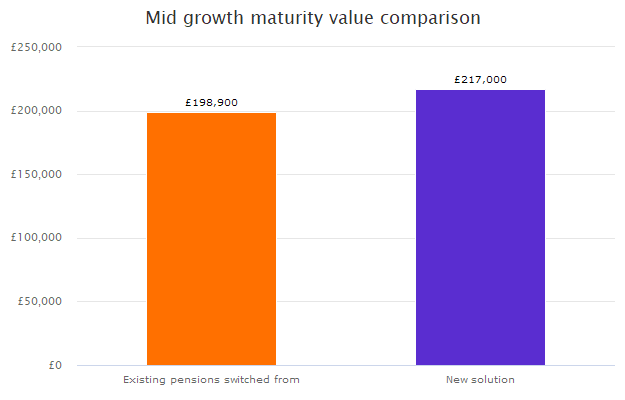 Mid growth maturity value comparison
£250,000
£200,000
£150,000
£100,000
£50,000
£0
£198,900
£217,000
Existing pensions switched from
New solution